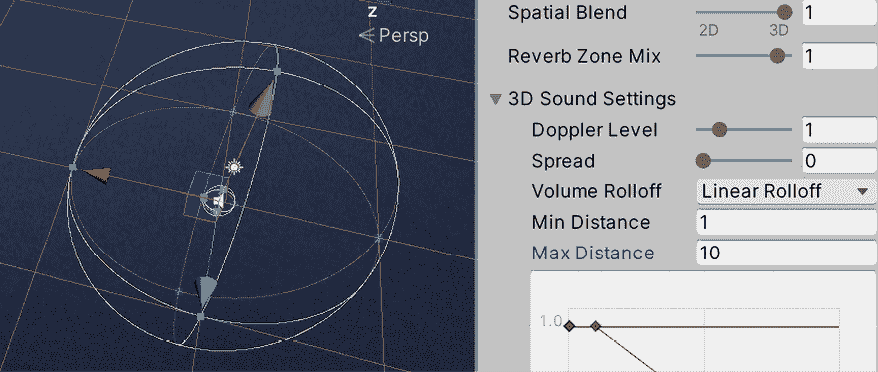 z
Persp
Spatial Blend 1
2D 3D
Reverb Zone Mix 1
3D Sound Settings
Doppler Level 1
Spread 0
Volume Rolloff Linear Rolloff
Min Distance 1
Max Distance 10
1.0